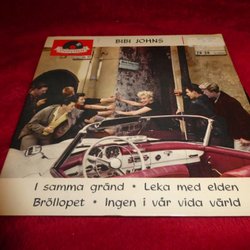 BIBI JOHNS
I samma gränd • Leka med elden
Bröllopet • Ingen i vår vida värld